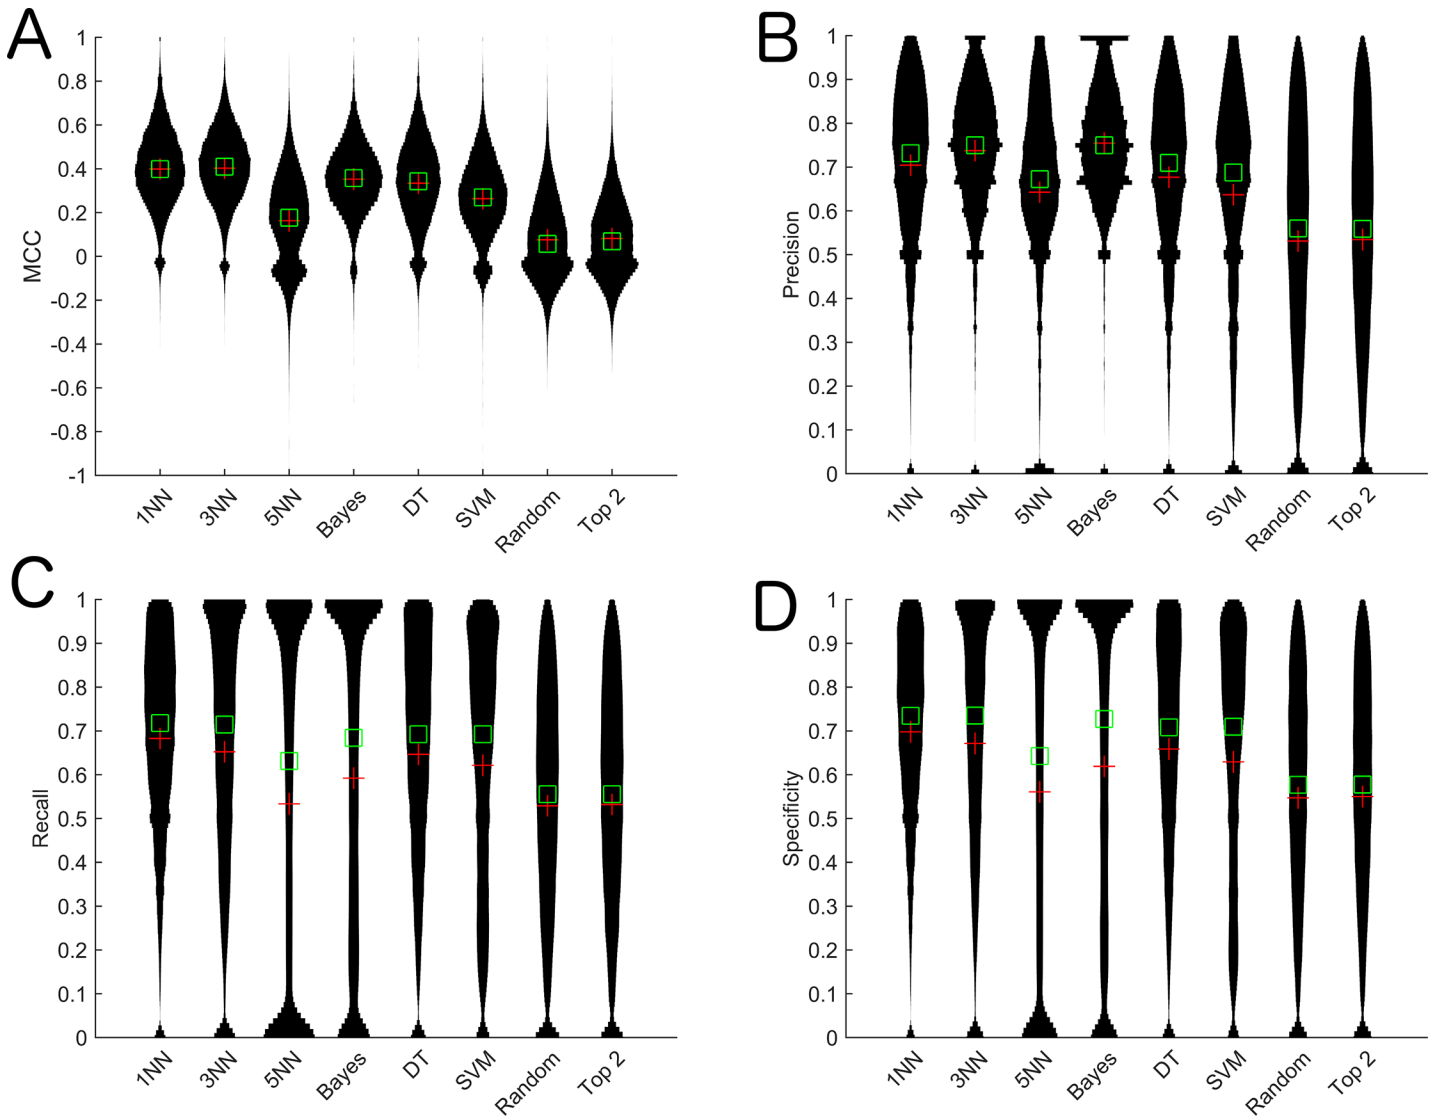 A
1
0.8
0.6
0.4
0.2
0
-0.2
-0.4
-0.6
-0.8
-1
MCC
1NN
3NN
5NN
Bayes
DT
SVM
Random
Top 2
B
1
0.9
0.8
0.7
0.6
0.5
0.4
0.3
0.2
0.1
0
Precision
1NN
3NN
5NN
Bayes
DT
SVM
Random
Top 2
C
1
0.9
0.8
0.7
0.6
0.5
0.4
0.3
0.2
0.1
0
Recall
1NN
3NN
5NN
Bayes
DT
SVM
Random
Top 2
D
1
0.9
0.8
0.7
0.6
0.5
0.4
0.3
0.2
0.1
0
Specificity
1NN
3NN
5NN
Bayes
DT
SVM
Random
Top 2